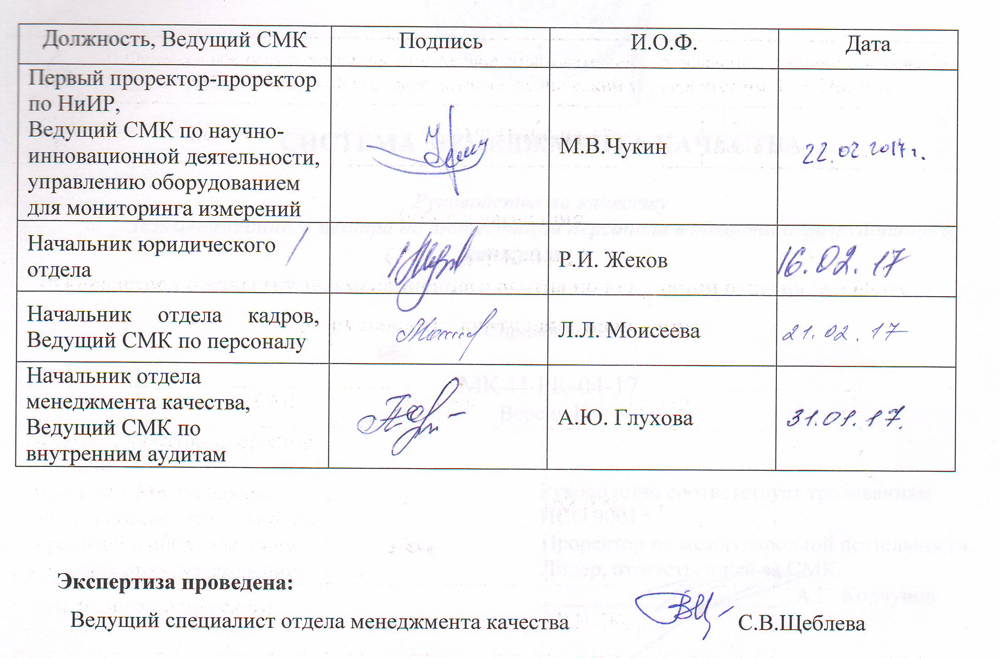 Должность, Ведущий СМК Подпись И.О.Ф. Дата
Первый проректор-проректор
по НиИР,
Ведущий СМК по научно-
инновационной деятельности,
управлению оборудованием
для мониторинга измерений
М.В.Чукин 22.02.2017г.
Начальник юридического
отдела
Р.И. Жеков 16.02.17
Начальник отдела кадров,
Ведущий СМК по персоналу
Л.Л. Моисеева 21.02.17
Начальник отдела
менеджмента качества,
Ведущий СМК по
внутренним аудитам
А.Ю. Глухова 31.01.17.
Экспертиза проведена:
Ведущий специалист отдела менеджмента качества С.В.Щеблева